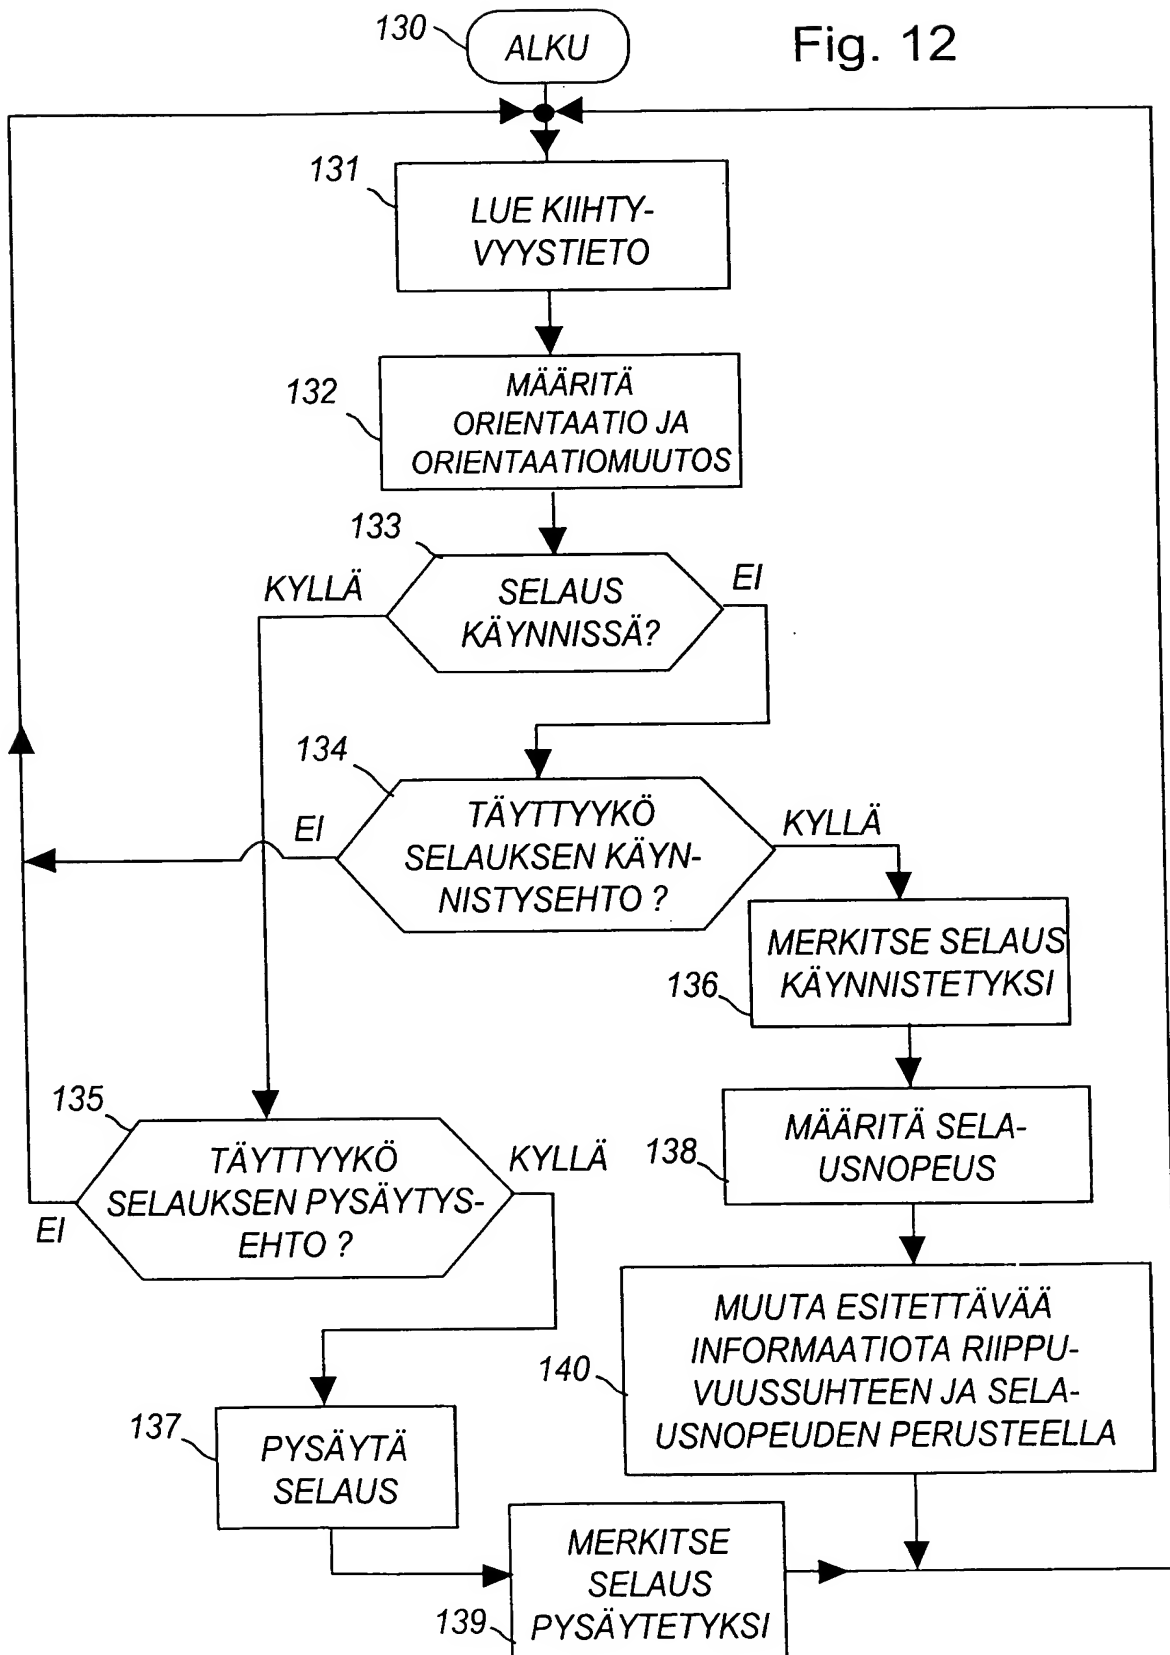 130
ALKU
Fig. 12
131
LUE KIIHTY-
VYYSTIETO
132
MÄÄRITÄ
ORIENTAATIO JA
ORIENTAATIOMUUTOS
133
KYLLÄ
SELAUS
KÄYNNISSÄ?
EI
134
EI
TÄYTTYYKÖ
SELAUKSEN KÄYN-
NISTYSEHTO ?
KYLLÄ
MERKITSE SELAUS
KÄYNNISTETYKSI
136
135
TÄYTTYYKÖ
SELAUKSEN PYSÄYTYS-
EHTO ?
KYLLÄ
EI
MÄÄRITÄ SELA-
USNOPEUS
138
MUUTA ESITETTÄVÄÄ
INFORMAATIOTA RIIPPU-
VUUSSUHTEEN JA SELA-
USNOPEUDEN PERUSTEELLA
140
137
PYSÄYTÄ
SELAUS
MERKITSE
SELAUS
PYSÄYTETYKSI
139